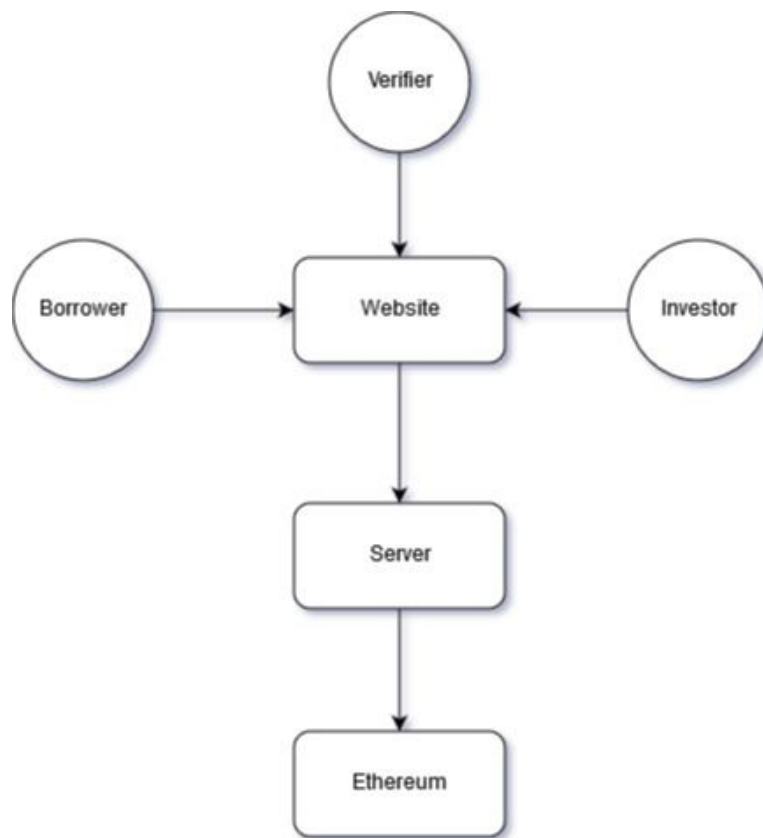 Verifier
Borrower
Website
Investor
Server
Ethereum